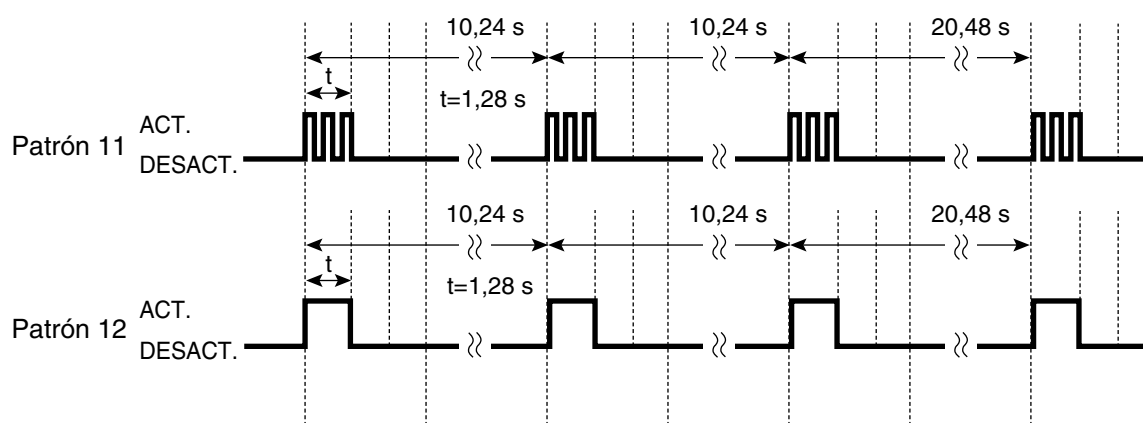 10,24 s 10,24 s 20,48 s
t
t=1,28 s
Patrón 11 ACT.
DESACT.
10,24 s 10,24 s 20,48 s
t
t=1,28 s
Patrón 12 ACT.
DESACT.